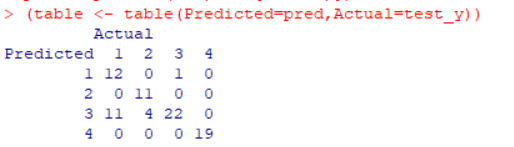 > (table <- table(Predicted=pred,Actual=test_y))
Actual
Predicted 1 2 3 4
1 12 0 1 0
2 0 11 0 0
3 11 4 22 0
4 0 0 0 19